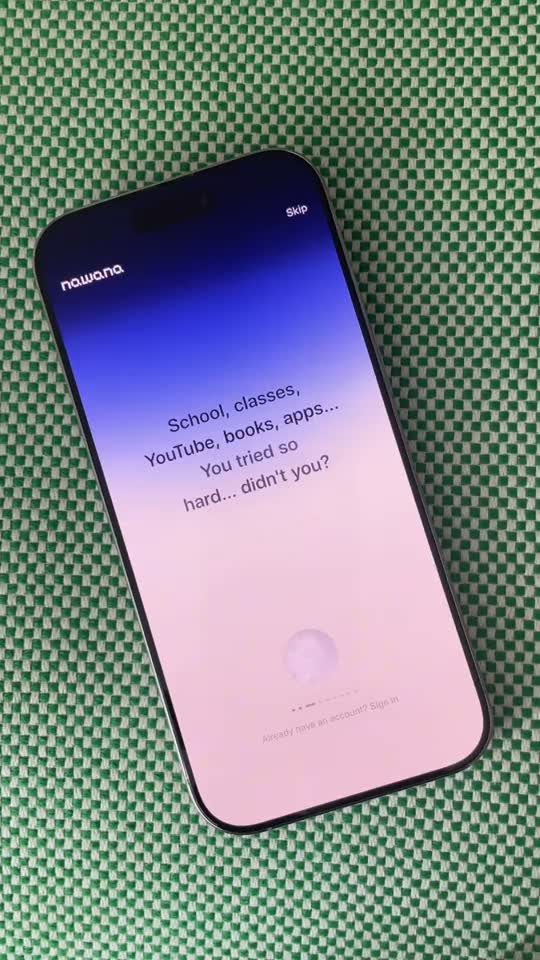 Skip
nawana
School, classes,
YouTube, books, apps...
You tried so
hard... didn't you?
Already have an account? Sign in